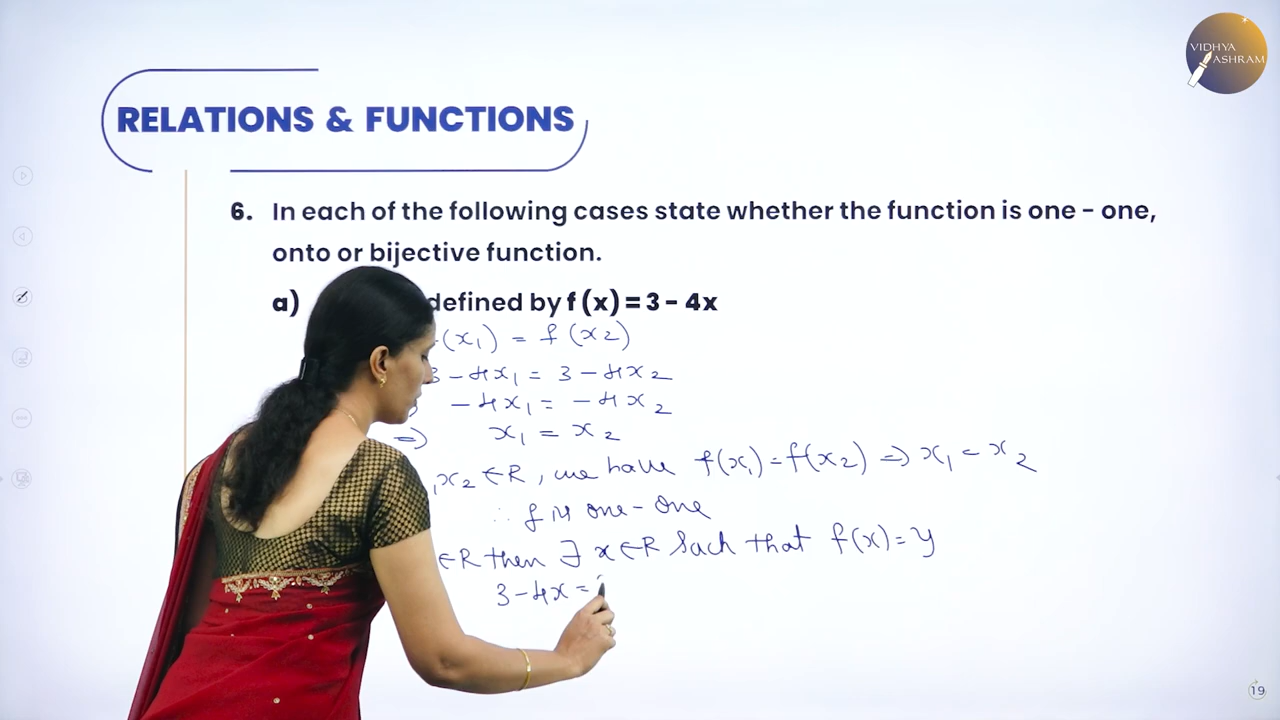 VIDHYA
ASHRAM
RELATIONS & FUNCTIONS
6. In each of the following cases state whether the function is one - one,
onto or bijective function.
a) defined by f (x) = 3 - 4x
(x₁) = f (x₂)
3 - 4x₁ = 3 - 4x₂
- 4x₁ = - 4x₂
⇒ x₁ = x₂
x₂ ∈ R, we have f(x₁) = f(x₂) ⇒ x₁ = x₂
∴ f is one-one
∈ R then ∃ x ∈ R Such that f(x) = y
3 - 4x =
19